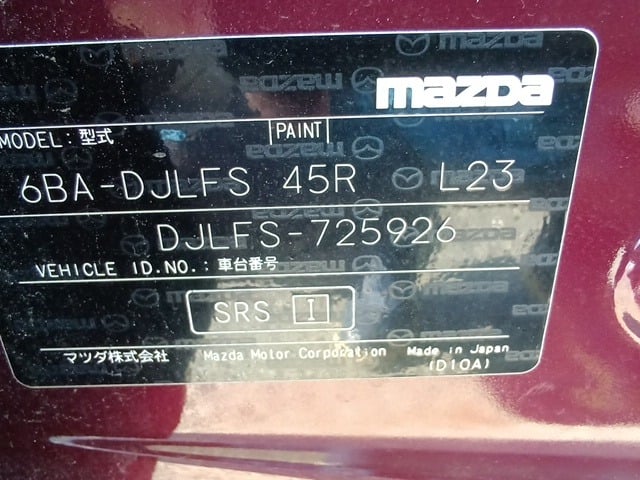 mazda
MODEL : 型式 PAINT
6BA-DJLFS 45R L23
DJLFS-725926
VEHICLE ID.NO. : 車台番号
SRS I
マツダ株式会社 Mazda Motor Corporation Made in Japan
(D10A)